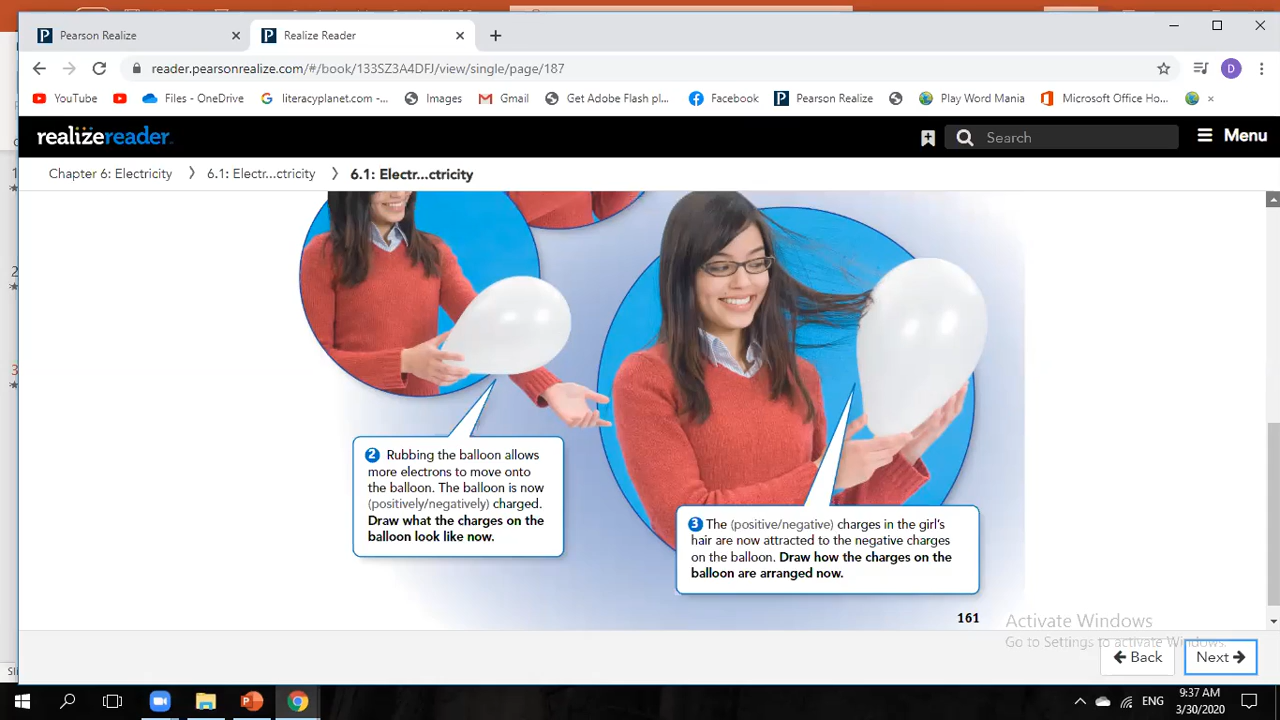 Pearson Realize
Realize Reader
reader.pearsonrealize.com/#/book/133SZ3A4DFJ/view/single/page/187
D
YouTube
Files - OneDrive
literacyplanet.com -...
Images
Gmail
Get Adobe Flash pl...
Facebook
Pearson Realize
Play Word Mania
Microsoft Office Ho...
realizereader
Search
Menu
Chapter 6: Electricity
6.1: Electr...ctricity
6.1: Electr...ctricity
1
2
3
2 Rubbing the balloon allows
more electrons to move onto
the balloon. The balloon is now
(positively/negatively) charged.
Draw what the charges on the
balloon look like now.
3 The (positive/negative) charges in the girl's
hair are now attracted to the negative charges
on the balloon. Draw how the charges on the
balloon are arranged now.
161
Activate Windows
Go to Settings to activate Windows.
Back
Next
ENG
9:37 AM
3/30/2020